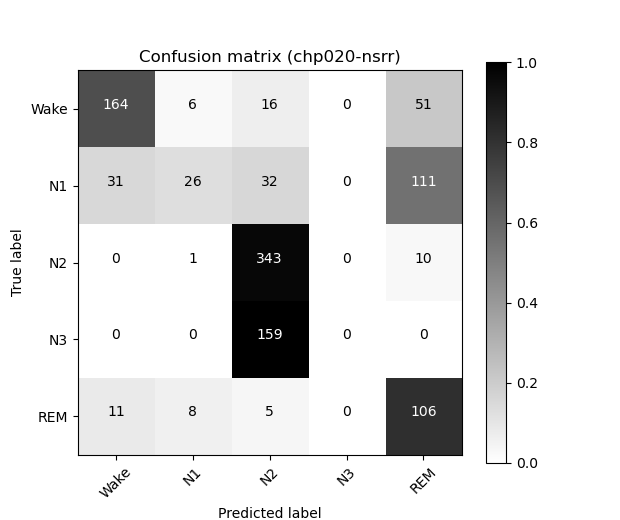 Confusion matrix (chp020-nsrr)
True label
Wake 164 6 16 0 51
N1 31 26 32 0 111
N2 0 1 343 0 10
N3 0 0 159 0 0
REM 11 8 5 0 106
Wake N1 N2 N3 REM
Predicted label
1.0
0.8
0.6
0.4
0.2
0.0